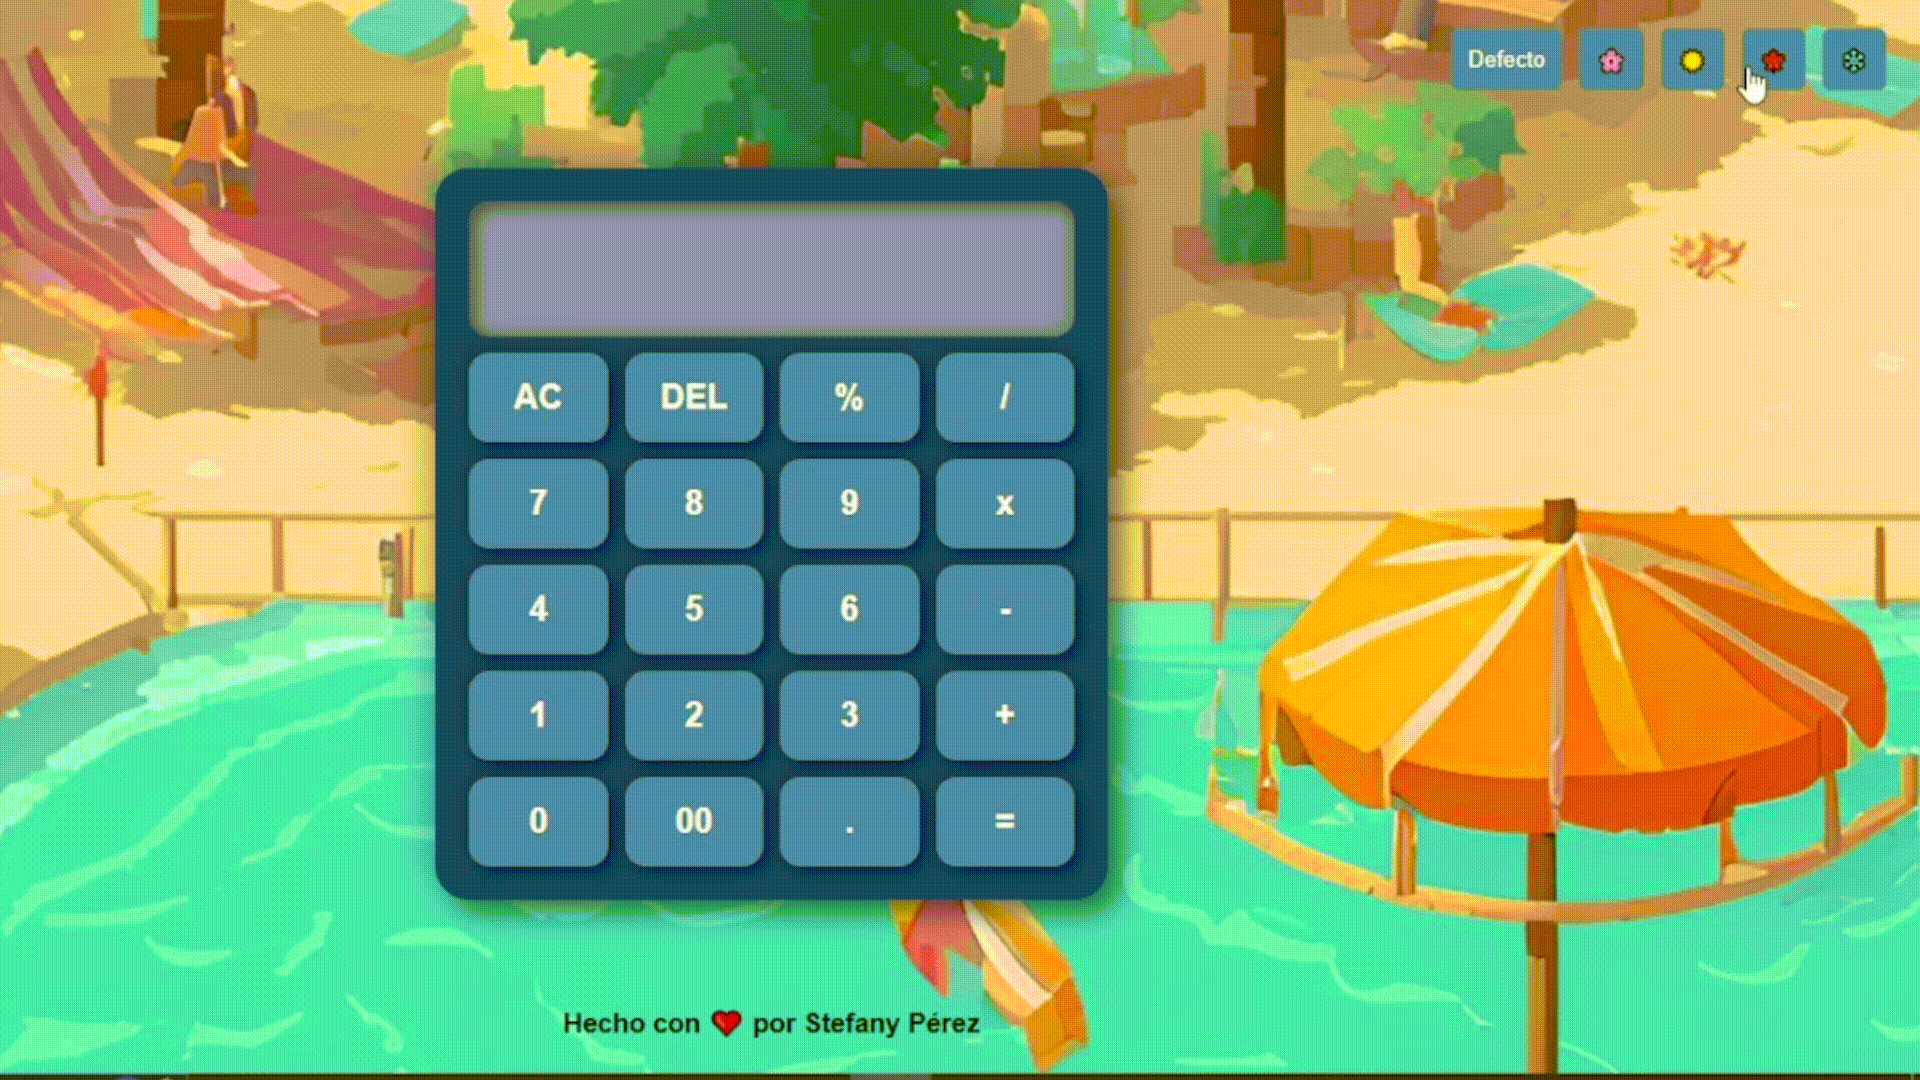 Defecto
AC DEL % /
7 8 9 x
4 5 6 -
1 2 3 +
0 00 . =
Hecho con ❤️ por Stefany Pérez